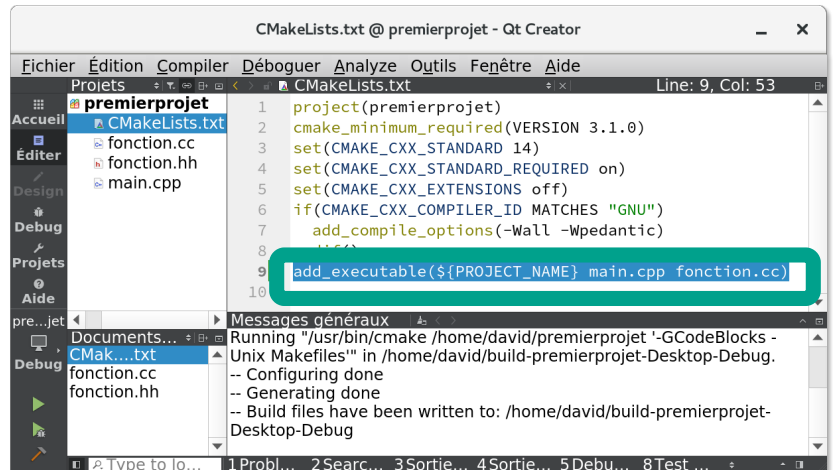 CMakeLists.txt @ premierprojet - Qt Creator
Fichier Édition Compiler Déboguer Analyze Outils Fenêtre Aide
Projets
CMakeLists.txt
Line: 9, Col: 53
Accueil
Éditer
Design
Debug
Projets
Aide
premierprojet
CMakeLists.txt
fonction.cc
fonction.hh
main.cpp
1 project(premierprojet)
2 cmake_minimum_required(VERSION 3.1.0)
3 set(CMAKE_CXX_STANDARD 14)
4 set(CMAKE_CXX_STANDARD_REQUIRED on)
5 set(CMAKE_CXX_EXTENSIONS off)
6 if(CMAKE_CXX_COMPILER_ID MATCHES "GNU")
7 add_compile_options(-Wall -Wpedantic)
8
9 add_executable(${PROJECT_NAME} main.cpp fonction.cc)
10
pre...jet
Debug
Documents...
CMak....txt
fonction.cc
fonction.hh
Messages généraux
Running "/usr/bin/cmake /home/david/premierprojet '-GCodeBlocks -
Unix Makefiles'" in /home/david/build-premierprojet-Desktop-Debug.
-- Configuring done
-- Generating done
-- Build files have been written to: /home/david/build-premierprojet-
Desktop-Debug
Type to lo...
1 Probl... 2 Searc... 3 Sortie... 4 Sortie... 5 Debu... 8 Test ...